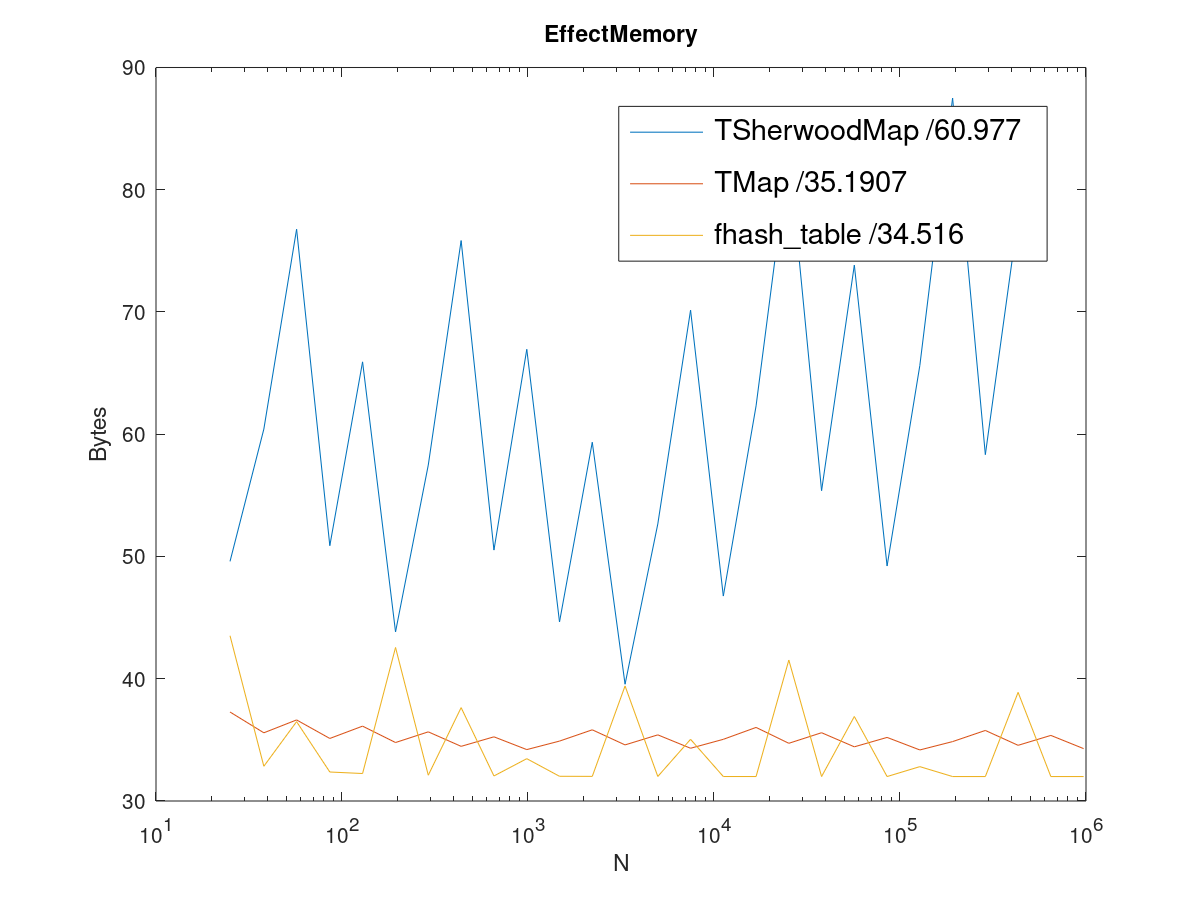 EffectMemory
90
80
70
60
50
40
30
Bytes
TSherwoodMap /60.977
TMap /35.1907
fhash_table /34.516
10^1 10^2 10^3 10^4 10^5 10^6
N